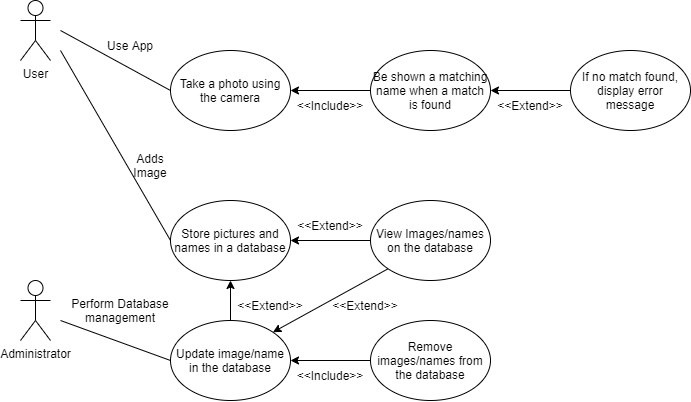 Use App
User
Take a photo using
the camera
<<Include>>
Be shown a matching
name when a match
is found
<<Extend>>
If no match found,
display error
message
Adds
Image
Store pictures and
names in a database
<<Extend>>
View Images/names
on the database
Perform Database
management
Administrator
<<Extend>>
<<Extend>>
Update image/name
in the database
<<Include>>
Remove
images/names from
the database